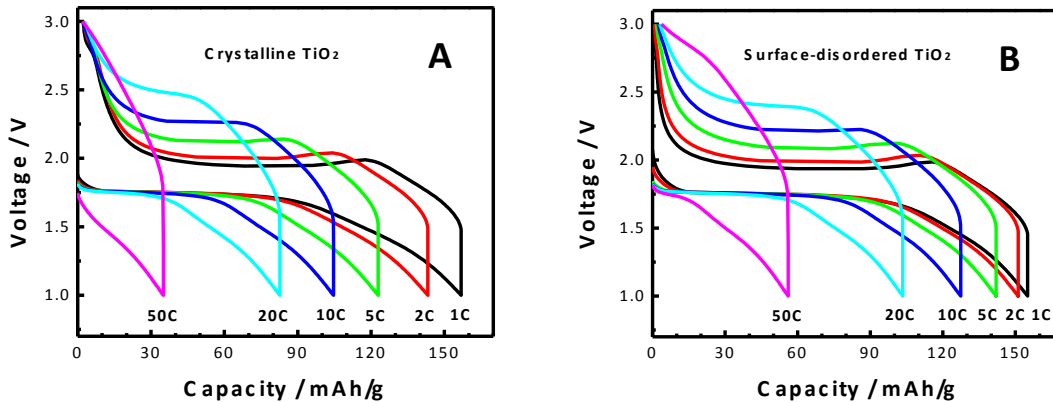 3.0
2.5
2.0
1.5
1.0
Voltage / V
Crystalline TiO2
A
50C 20C 10C 5C 2C 1C
0 30 60 90 120 150
Capacity / mAh/g
3.0
2.5
2.0
1.5
1.0
Voltage / V
Surface-disordered TiO2
B
50C 20C 10C 5C 2C 1C
0 30 60 90 120 150
Capacity / mAh/g